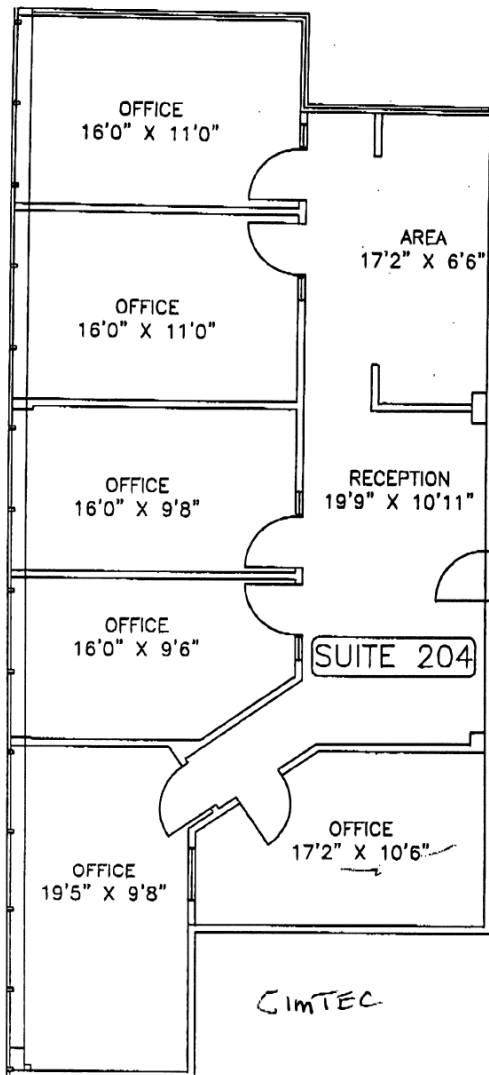 OFFICE
16'0" X 11'0"
AREA
17'2" X 6'6"
OFFICE
16'0" X 11'0"
OFFICE
16'0" X 9'8"
RECEPTION
19'9" X 10'11"
OFFICE
16'0" X 9'6"
SUITE 204
OFFICE
17'2" X 10'6"
OFFICE
19'5" X 9'8"
CIMTEC